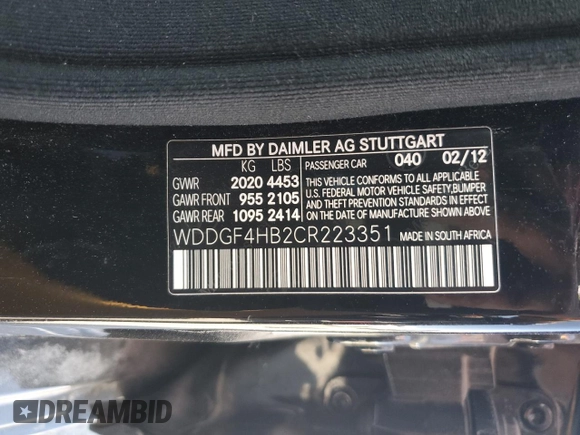 MFD BY DAIMLER AG STUTTGART
KG LBS
PASSENGER CAR 040 02/12
GVWR 2020 4453
GAWR FRONT 955 2105
GAWR REAR 1095 2414
THIS VEHICLE CONFORMS TO ALL APPLICABLE
U.S. FEDERAL MOTOR VEHICLE SAFETY, BUMPER
AND THEFT PREVENTION STANDARDS IN EFFECT
ON THE DATE OF MANUFACTURE SHOWN ABOVE.
WDDGF4HB2CR223351 MADE IN SOUTH AFRICA
DREAMBID